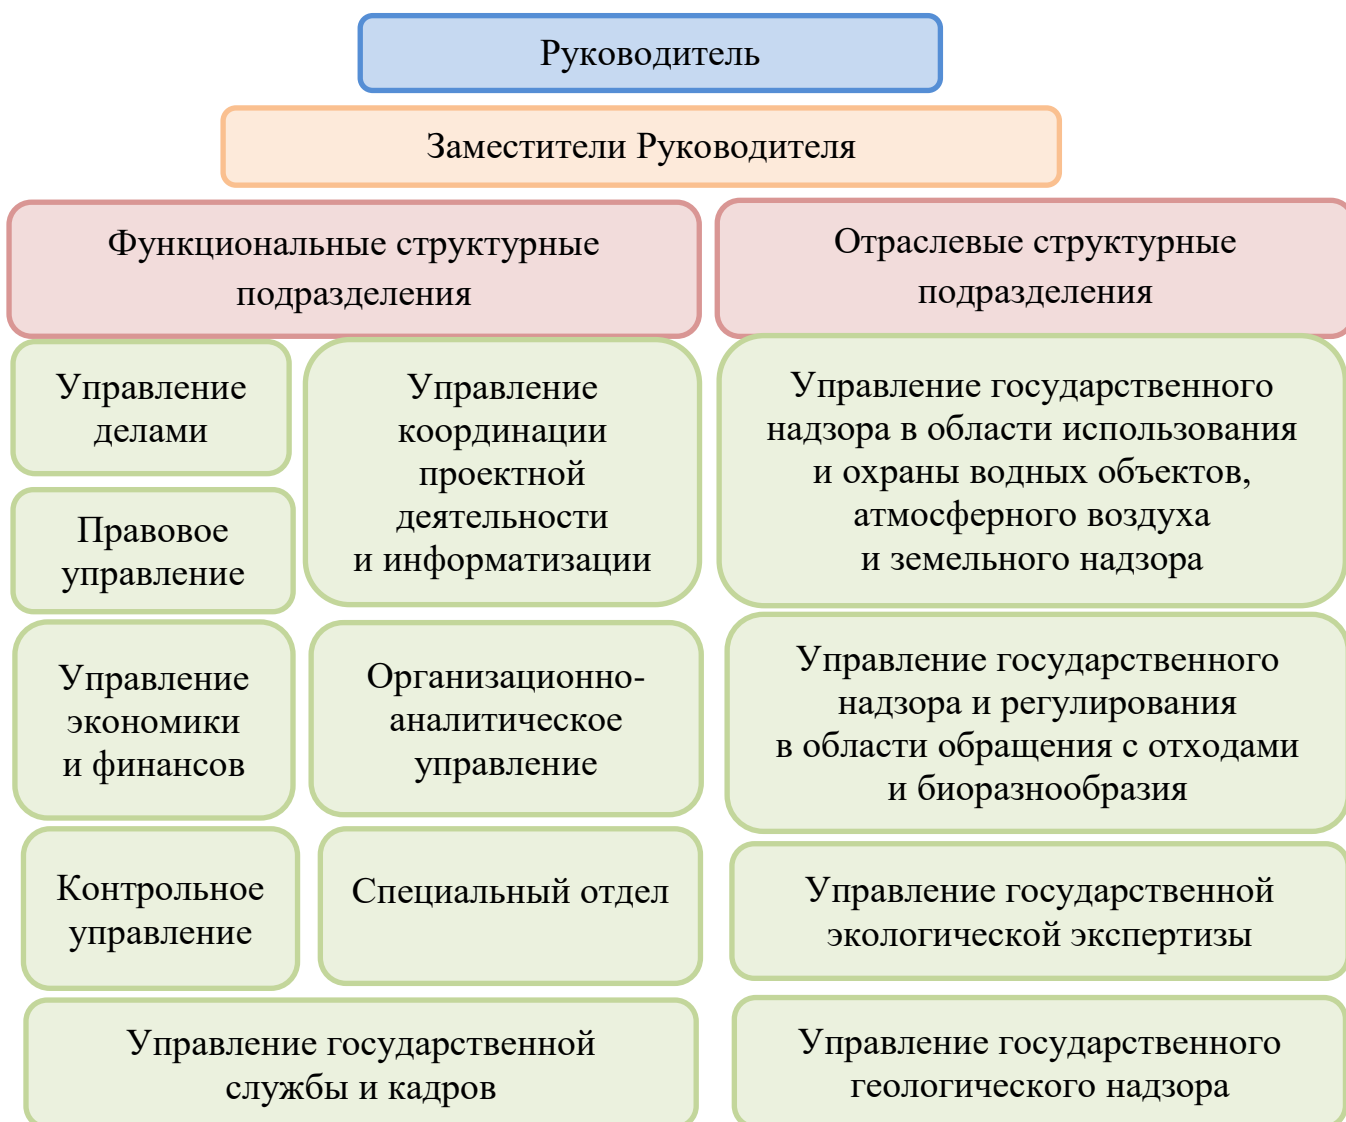 Руководитель
Заместители Руководителя
Функциональные структурные
подразделения
Отраслевые структурные
подразделения
Управление
делами
Управление
координации
проектной
деятельности
и информатизации
Управление государственного
надзора в области использования
и охраны водных объектов,
атмосферного воздуха
и земельного надзора
Правовое
управление
Управление
экономики
и финансов
Организационно-
аналитическое
управление
Управление государственного
надзора и регулирования
в области обращения с отходами
и биоразнообразия
Контрольное
управление
Специальный отдел
Управление государственной
экологической экспертизы
Управление государственной
службы и кадров
Управление государственного
геологического надзора